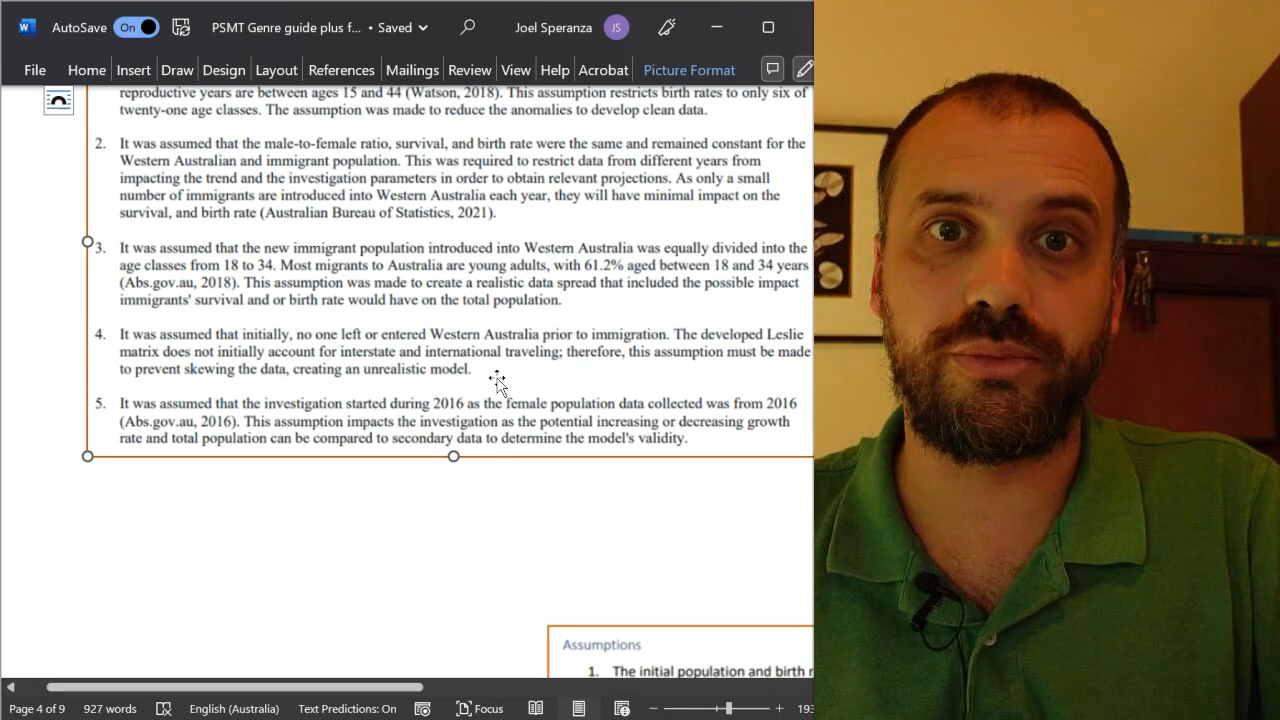 AutoSave On PSMT Genre guide plus f... • Saved Joel Speranza JS
File Home Insert Draw Design Layout References Mailings Review View Help Acrobat Picture Format
reproductive years are between ages 15 and 44 (Watson, 2018). This assumption restricts birth rates to only six of
twenty-one age classes. The assumption was made to reduce the anomalies to develop clean data.
2. It was assumed that the male-to-female ratio, survival, and birth rate were the same and remained constant for the
Western Australian and immigrant population. This was required to restrict data from different years from
impacting the trend and the investigation parameters in order to obtain relevant projections. As only a small
number of immigrants are introduced into Western Australia each year, they will have minimal impact on the
survival, and birth rate (Australian Bureau of Statistics, 2021).
3. It was assumed that the new immigrant population introduced into Western Australia was equally divided into the
age classes from 18 to 34. Most migrants to Australia are young adults, with 61.2% aged between 18 and 34 years
(Abs.gov.au, 2018). This assumption was made to create a realistic data spread that included the possible impact
immigrants' survival and or birth rate would have on the total population.
4. It was assumed that initially, no one left or entered Western Australia prior to immigration. The developed Leslie
matrix does not initially account for interstate and international traveling; therefore, this assumption must be made
to prevent skewing the data, creating an unrealistic model.
5. It was assumed that the investigation started during 2016 as the female population data collected was from 2016
(Abs.gov.au, 2016). This assumption impacts the investigation as the potential increasing or decreasing growth
rate and total population can be compared to secondary data to determine the model's validity.
Assumptions
1. The initial population and birth r
Page 4 of 9 927 words English (Australia) Text Predictions: On Focus 193